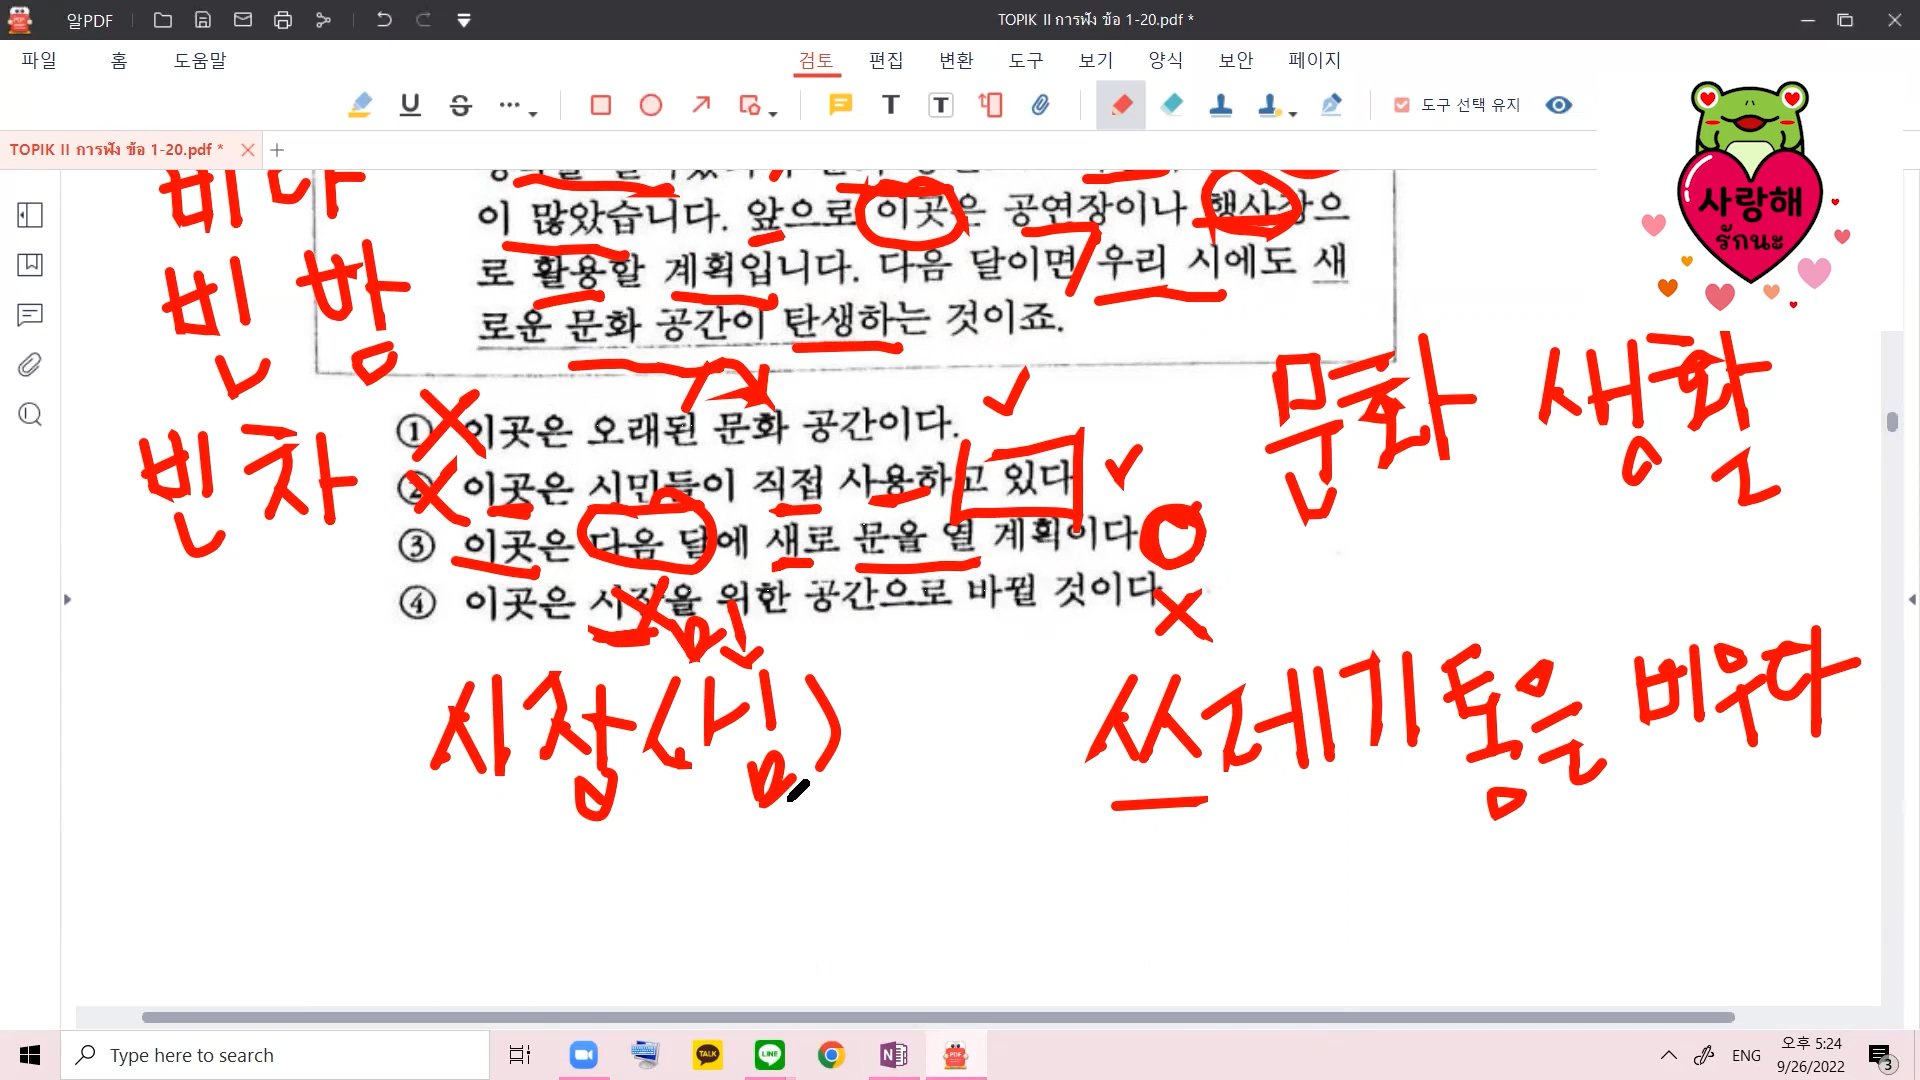 알PDF
TOPIK II การฟัง ข้อ 1-20.pdf *
파일 홈 도움말 검토 편집 변환 도구 보기 양식 보안 페이지
도구 선택 유지
TOPIK II การฟัง ข้อ 1-20.pdf *
사랑해
รักนะ
이 많았습니다. 앞으로 이곳은 공연장이나 행사장으
로 활용할 계획입니다. 다음 달이면 우리 시에도 새
로운 문화 공간이 탄생하는 것이죠.
빈 방
빈 차
문화 생활
① 이곳은 오래된 문화 공간이다.
② 이곳은 시민들이 직접 사용하고 있다
③ 이곳은 다음 달에 새로 문을 열 계획이다
④ 이곳은 시장을 위한 공간으로 바뀔 것이다
시장(님)
쓰레기통을 비우다
Type here to search
TALK
LINE
N
PDF
ENG
오후 5:24
9/26/2022
3